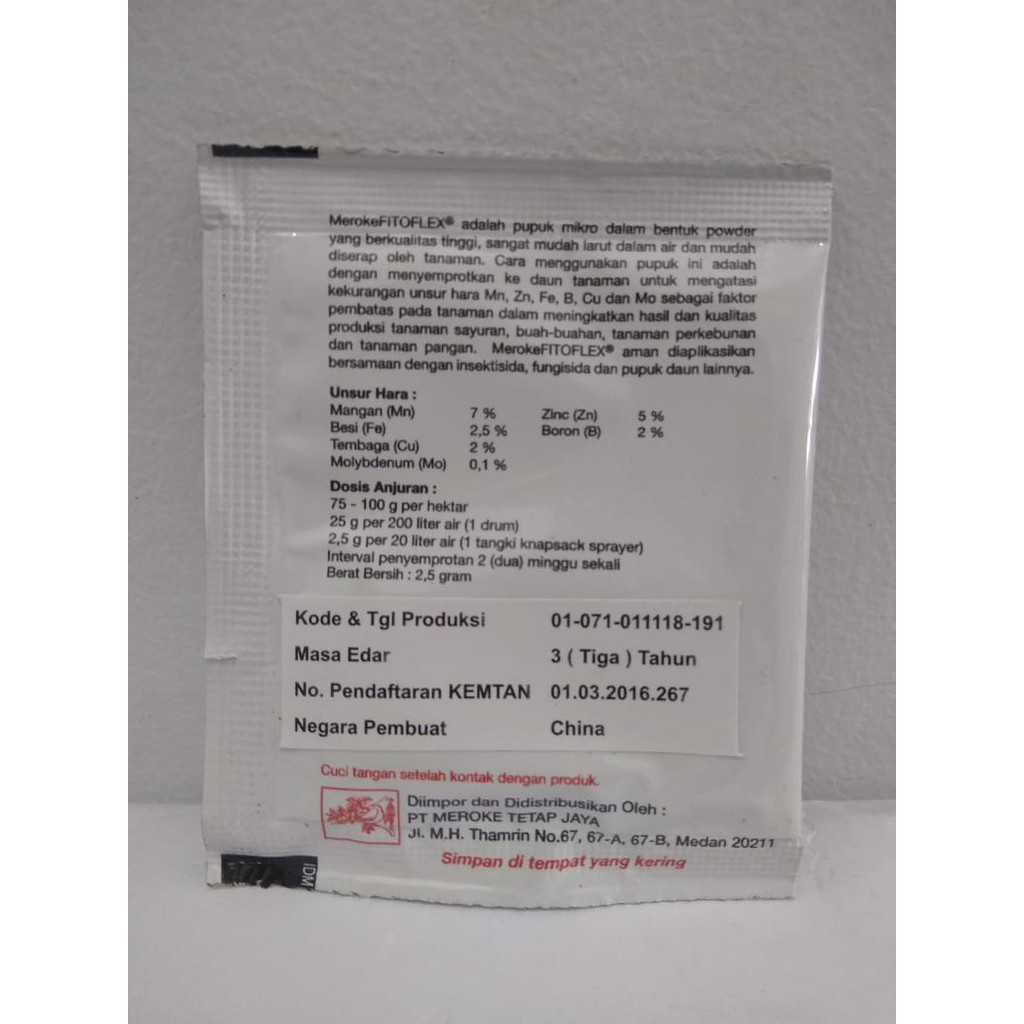 MerokeFITOFLEX® adalah pupuk mikro dalam bentuk powder
yang berkualitas tinggi, sangat mudah larut dalam air dan mudah
diserap oleh tanaman. Cara menggunakan pupuk ini adalah
dengan menyemprotkan ke daun tanaman untuk mengatasi
kekurangan unsur hara Mn, Zn, Fe, B, Cu dan Mo sebagai faktor
pembatas pada tanaman dalam meningkatkan hasil dan kualitas
produksi tanaman sayuran, buah-buahan, tanaman perkebunan
dan tanaman pangan. MerokeFITOFLEX® aman diaplikasikan
bersamaan dengan insektisida, fungisida dan pupuk daun lainnya.
Unsur Hara :
Mangan (Mn) 7 % Zinc (Zn) 5 %
Besi (Fe) 2,5 % Boron (B) 2 %
Tembaga (Cu) 2 %
Molybdenum (Mo) 0,1 %
Dosis Anjuran :
75 - 100 g per hektar
25 g per 200 liter air (1 drum)
2,5 g per 20 liter air (1 tangki knapsack sprayer)
Interval penyemprotan 2 (dua) minggu sekali
Berat Bersih : 2,5 gram
Kode & Tgl Produksi 01-071-011118-191
Masa Edar 3 ( Tiga ) Tahun
No. Pendaftaran KEMTAN 01.03.2016.267
Negara Pembuat China
Cuci tangan setelah kontak dengan produk.
Diimpor dan Didistribusikan Oleh :
PT MEROKE TETAP JAYA
Jl. M.H. Thamrin No.67, 67-A, 67-B, Medan 20211
Simpan di tempat yang kering
IDM